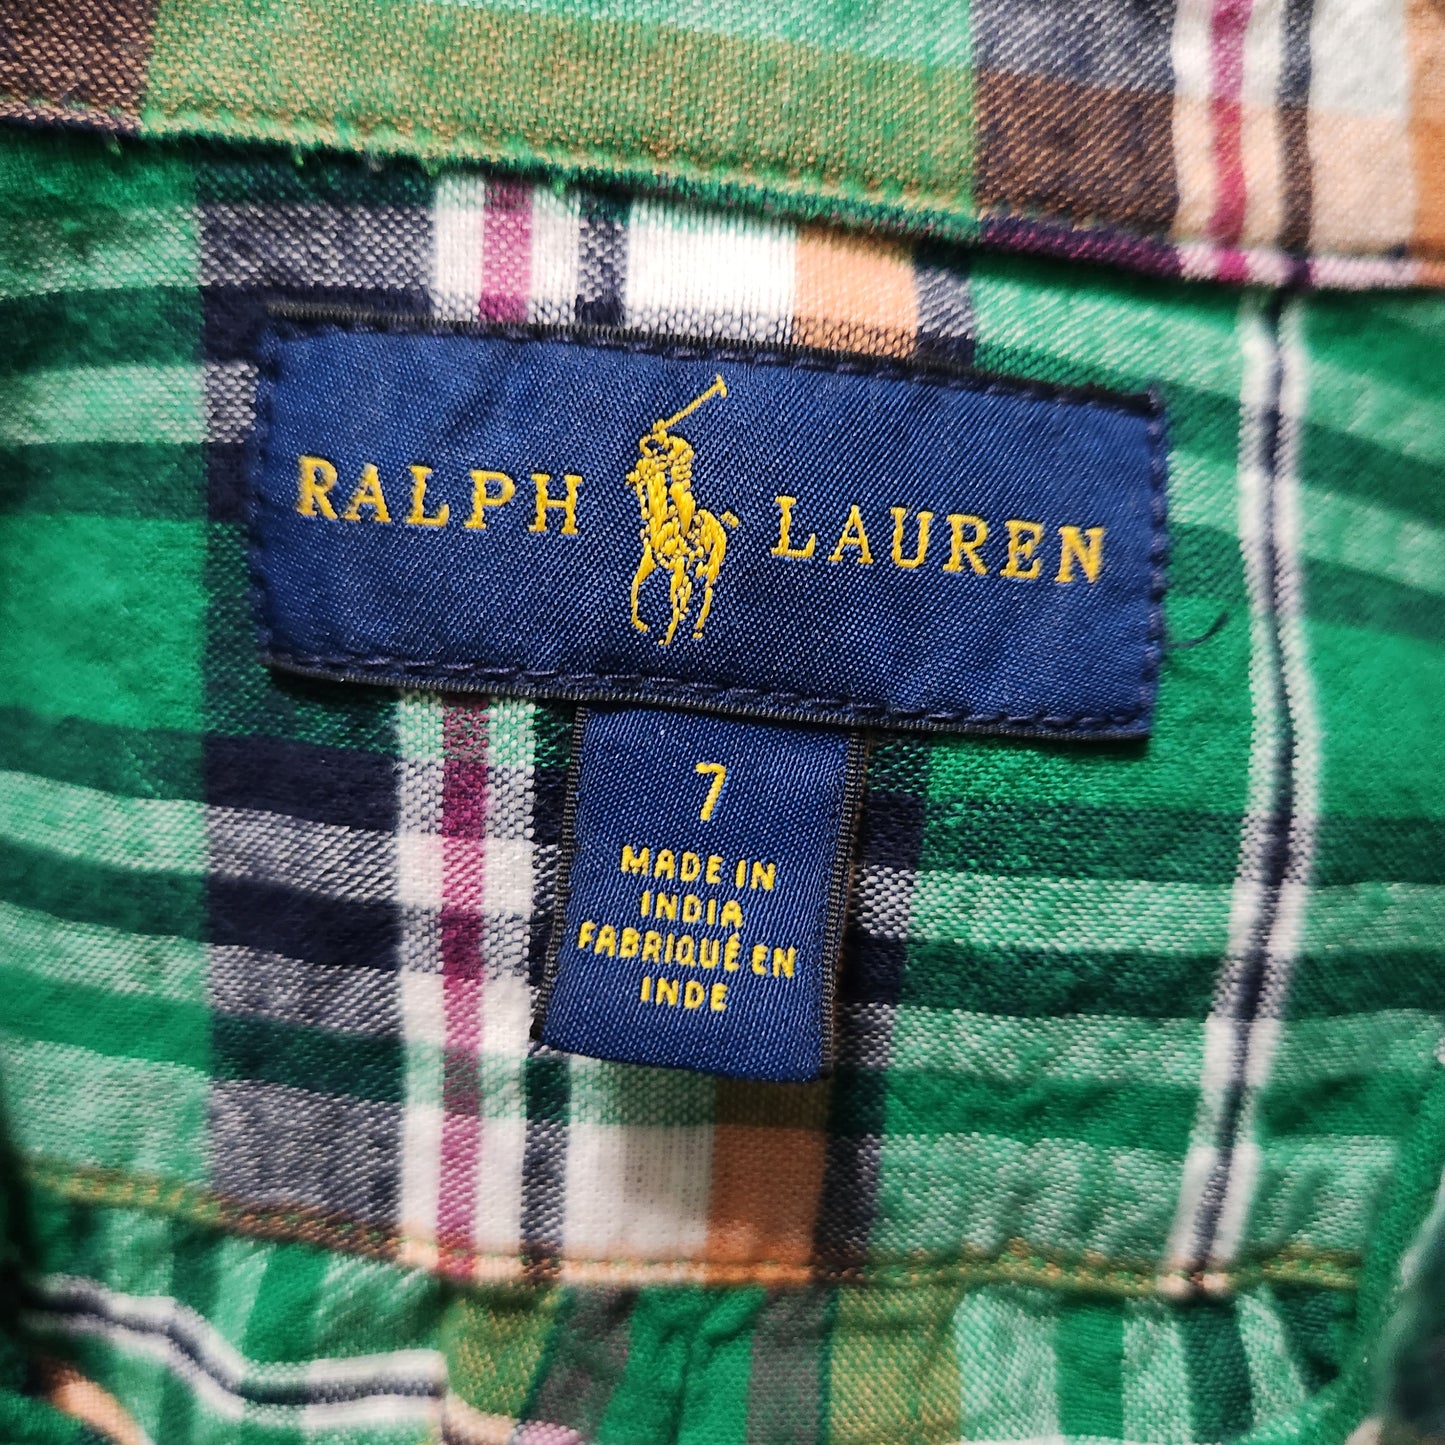 RALPH LAUREN
7
MADE IN
INDIA
FABRIQUÉ EN
INDE